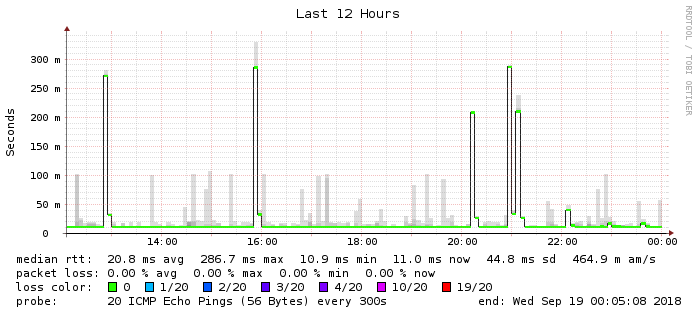 Last 12 Hours
RRDTOOL / TOBI OETIKER
Seconds
300 m
250 m
200 m
150 m
100 m
50 m
0
14:00 16:00 18:00 20:00 22:00 00:00
median rtt: 20.8 ms avg 286.7 ms max 10.9 ms min 11.0 ms now 44.8 ms sd 464.9 m am/s
packet loss: 0.00 % avg 0.00 % max 0.00 % min 0.00 % now
loss color: 0 1/20 2/20 3/20 4/20 10/20 19/20
probe: 20 ICMP Echo Pings (56 Bytes) every 300s end: Wed Sep 19 00:05:08 2018